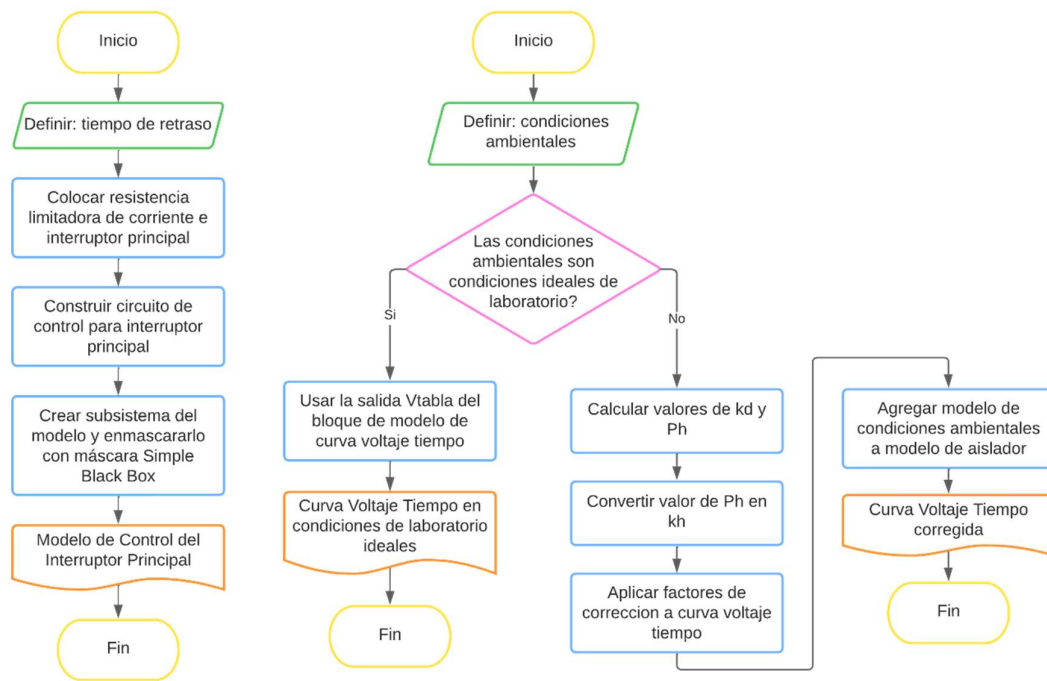 Inicio
Definir: tiempo de retraso
Colocar resistencia
limitadora de corriente e
interruptor principal
Construir circuito de
control para interruptor
principal
Crear subsistema del
modelo y enmascararlo
con máscara Simple
Black Box
Modelo de Control del
Interruptor Principal
Fin
Inicio
Definir: condiciones
ambientales
Las condiciones
ambientales son
condiciones ideales de
laboratorio?
Si
No
Usar la salida Vtabla del
bloque de modelo de
curva voltaje tiempo
Curva Voltaje Tiempo en
condiciones de laboratorio
ideales
Fin
Calcular valores de kd y
Ph
Convertir valor de Ph en
kh
Aplicar factores de
correccion a curva voltaje
tiempo
Agregar modelo de
condiciones ambientales
a modelo de aislador
Curva Voltaje Tiempo
corregida
Fin